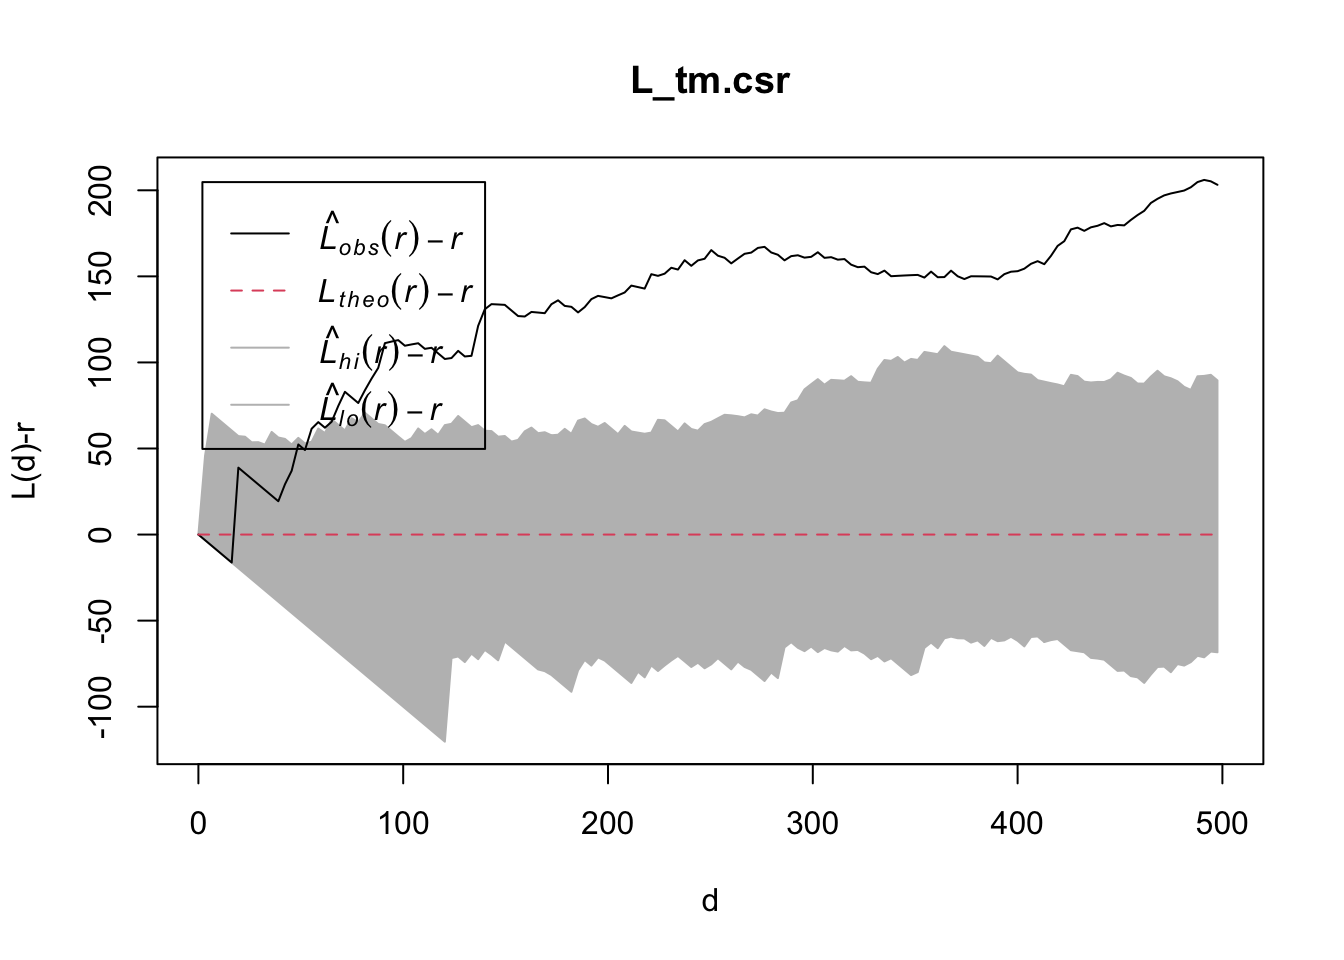 L_tm.csr
L̂obs(r) − r
Ltheo(r) − r
L̂hi(r) − r
L̂lo(r) − r
L(d)-r
200
150
100
50
0
-50
-100
0 100 200 300 400 500
d